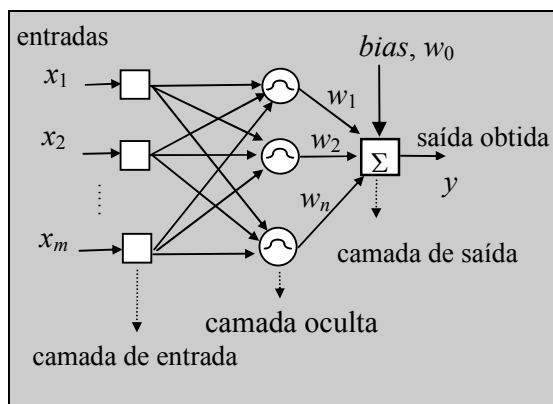 entradas
bias, w0
x1
w1
x2
w2
saída obtida
Σ
y
wn
xm
camada de saída
camada oculta
camada de entrada